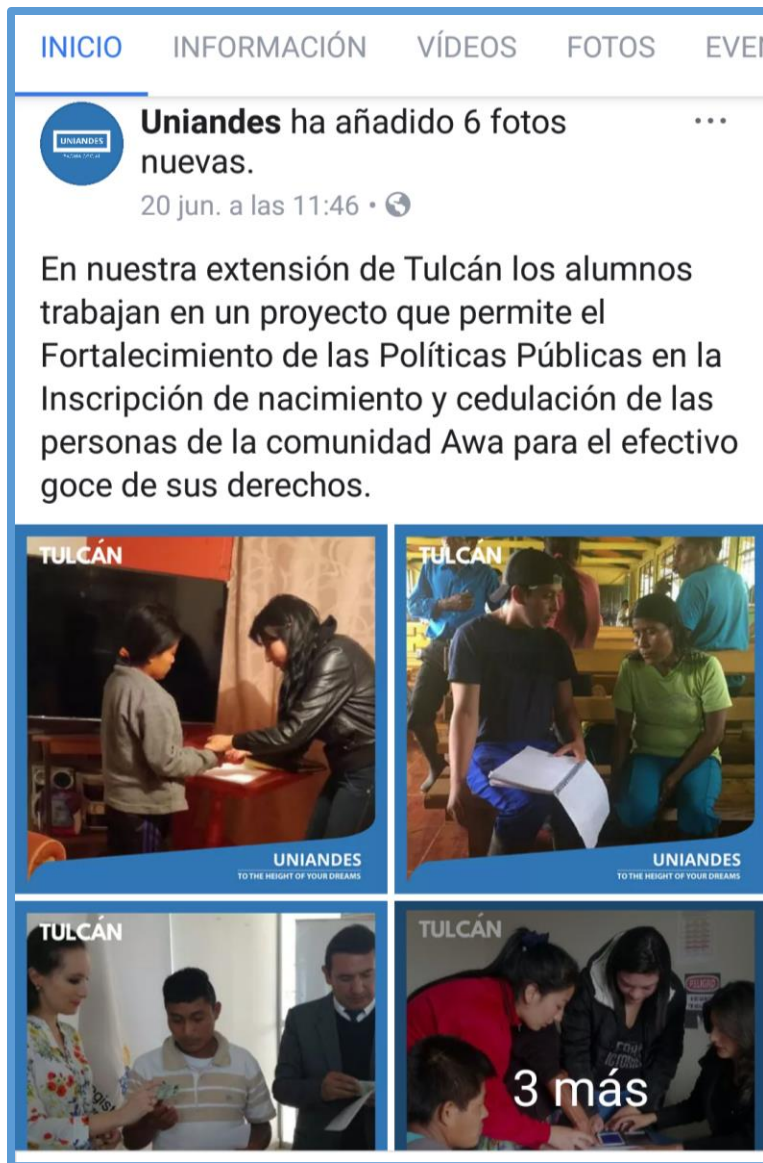 INICIO INFORMACIÓN VÍDEOS FOTOS EVEN
UNIANDES
Uniandes ha añadido 6 fotos
nuevas.
20 jun. a las 11:46 •
En nuestra extensión de Tulcán los alumnos
trabajan en un proyecto que permite el
Fortalecimiento de las Políticas Públicas en la
Inscripción de nacimiento y cedulación de las
personas de la comunidad Awa para el efectivo
goce de sus derechos.
TULCÁN
UNIANDES
TO THE HEIGHT OF YOUR DREAMS
TULCÁN
UNIANDES
TO THE HEIGHT OF YOUR DREAMS
TULCÁN
TULCÁN
PELIGRO
3 más